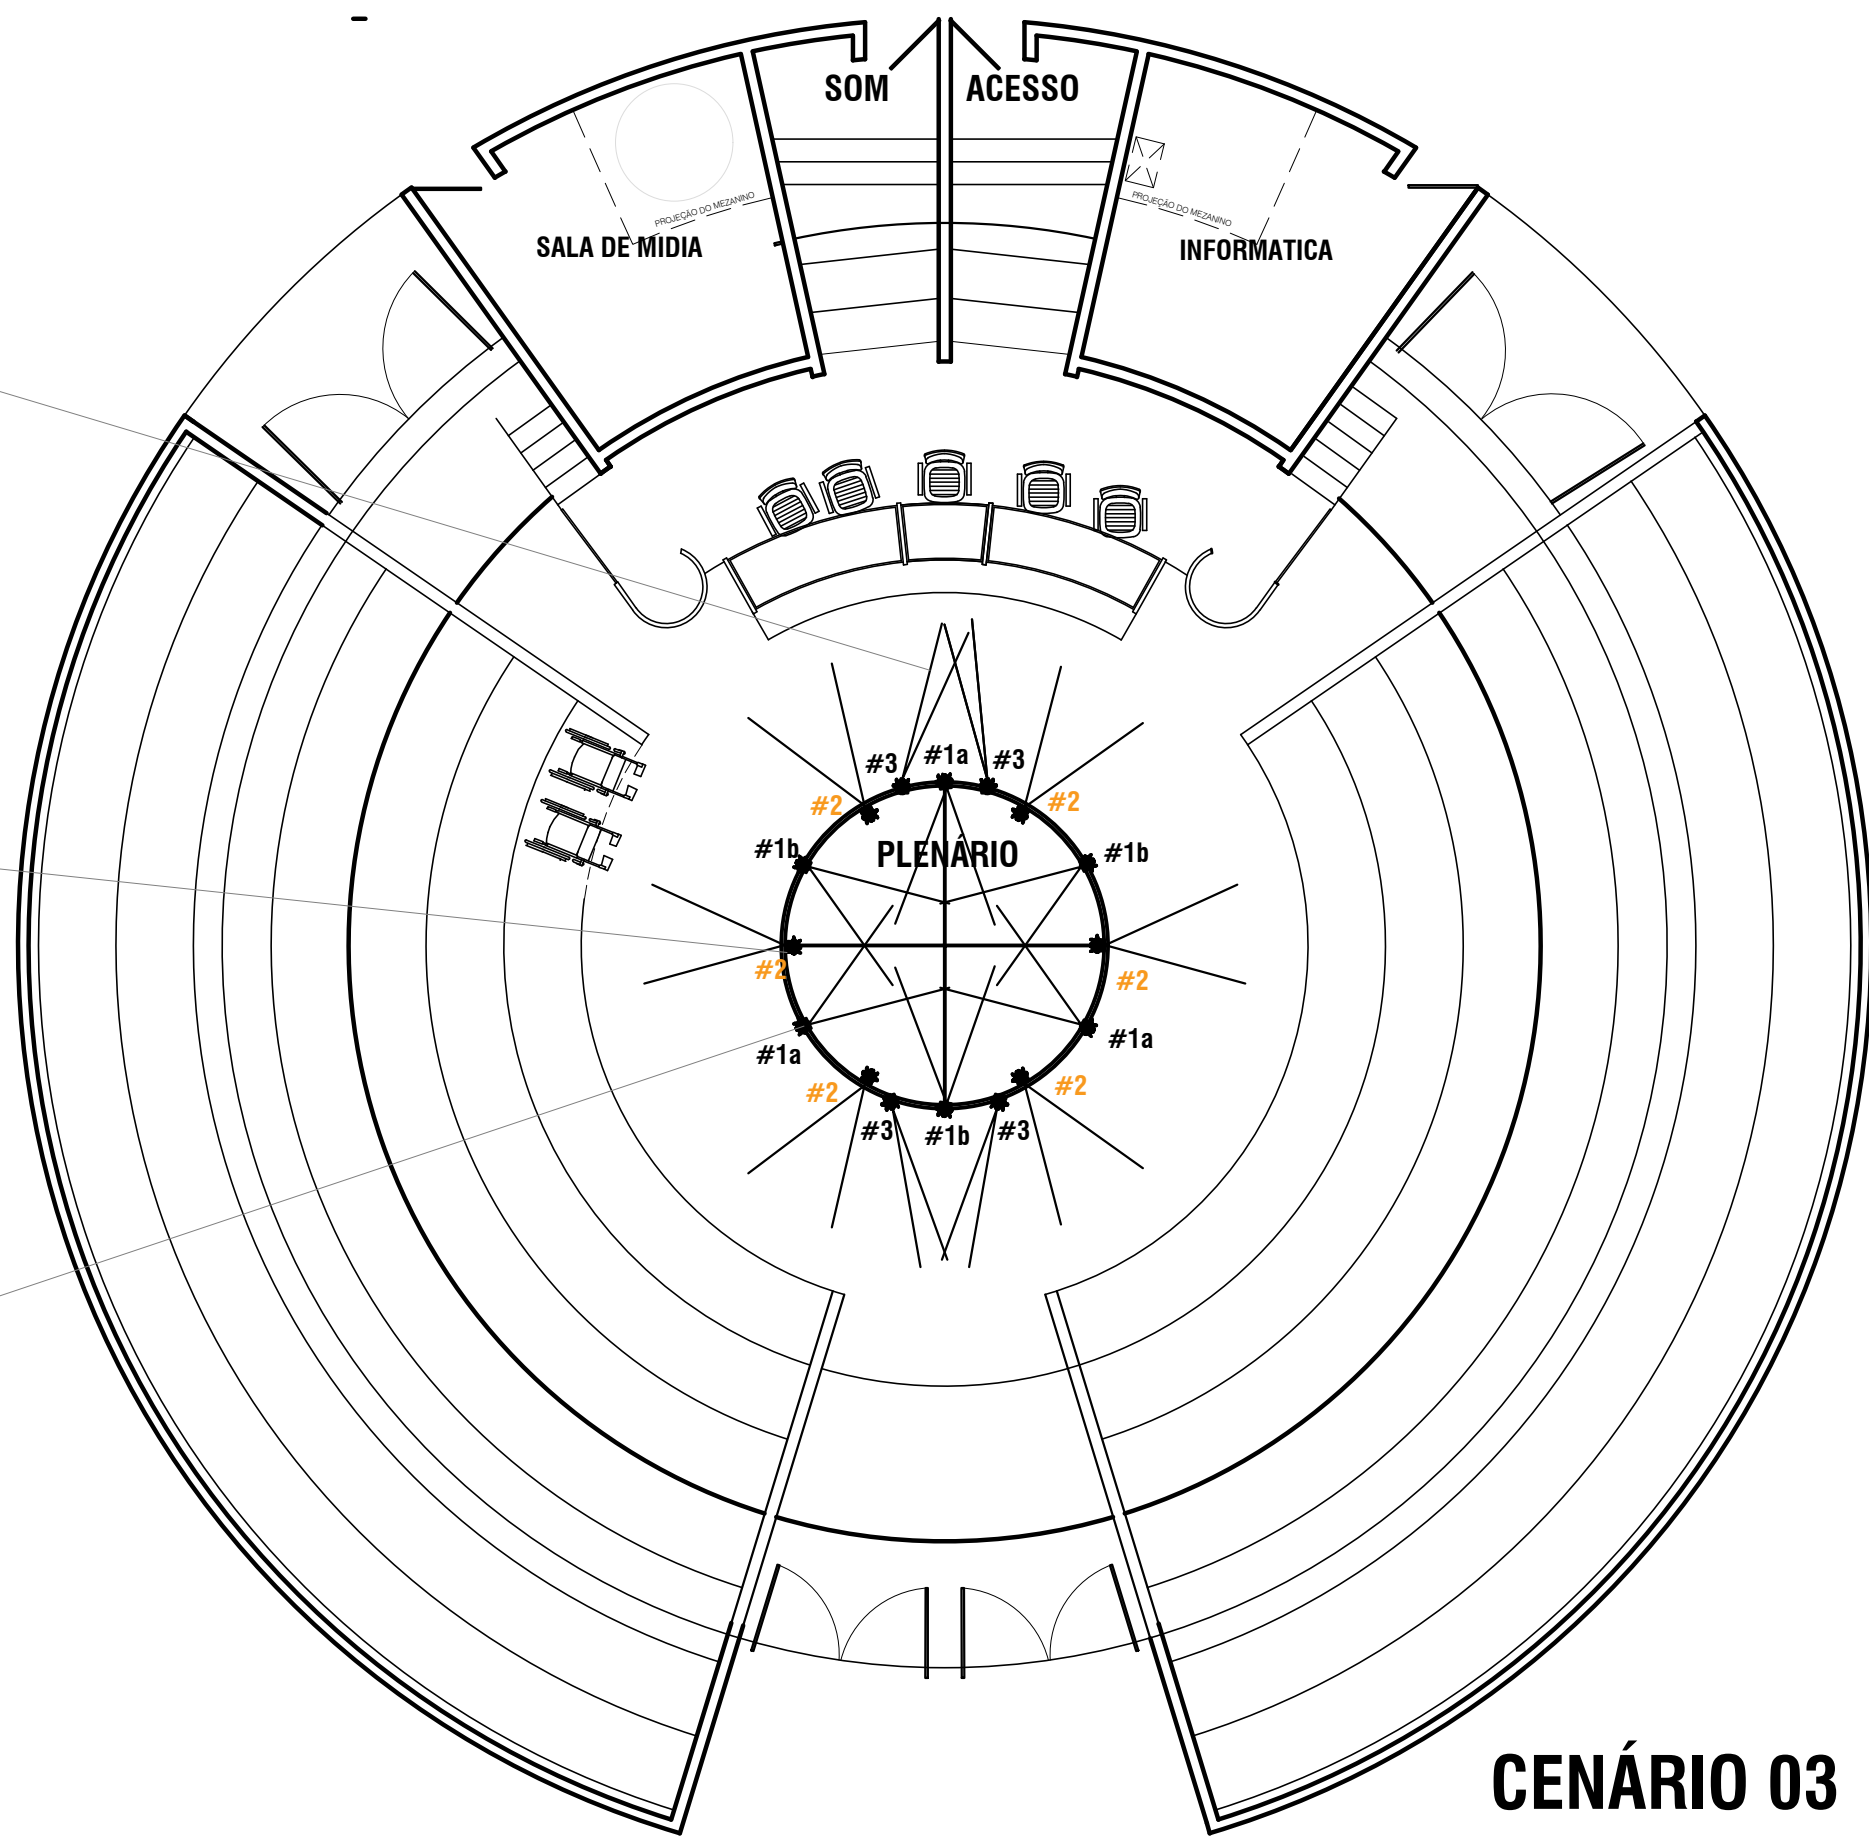 SOM
ACESSO
PROJEÇÃO DO MEZANINO
PROJEÇÃO DO MEZANINO
SALA DE MIDIA
INFORMATICA
#3
#1a
#3
#2
#2
#1b
PLENÁRIO
#1b
#2
#2
#1a
#1a
#2
#2
#3
#1b
#3
CENÁRIO 03